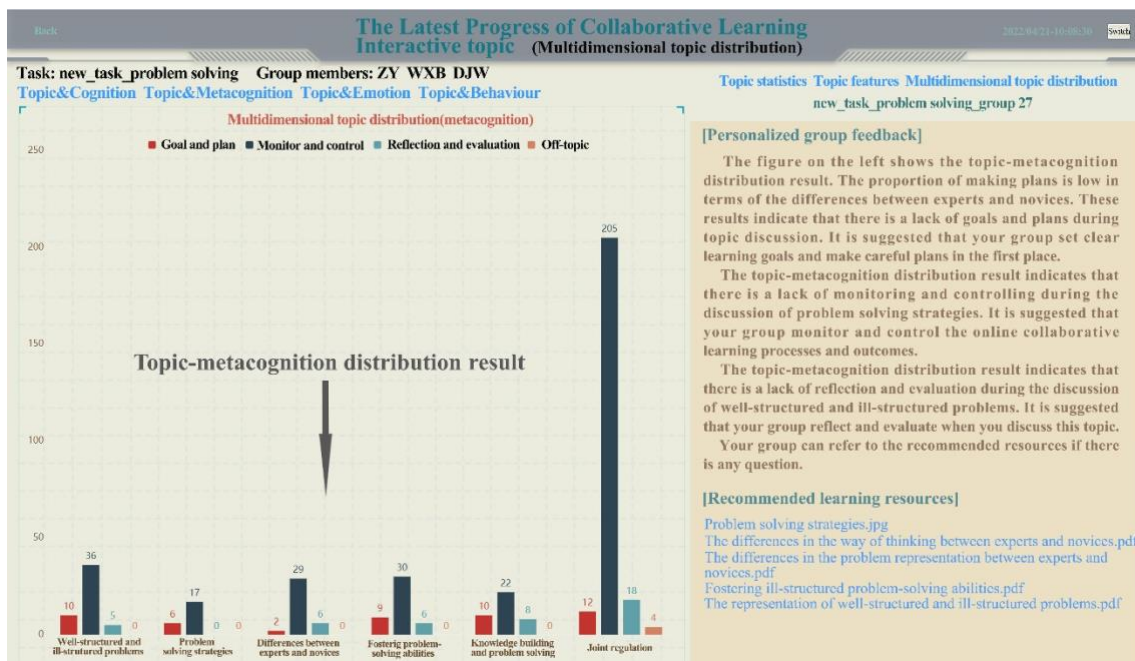 Back
The Latest Progress of Collaborative Learning
Interactive topic (Multidimensional topic distribution)
2022/04/21-10:08:30
Switch
Task: new_task_problem solving Group members: ZY WXB DJW
Topic&Cognition Topic&Metacognition Topic&Emotion Topic&Behaviour
Multidimensional topic distribution(metacognition)
Goal and plan Monitor and control Reflection and evaluation Off-topic
250
200
150
100
50
0
Topic-metacognition distribution result
10 36 5 0
6 17 0 0
2 29 6 0
9 30 6 0
10 22 8 0
12 205 18 4
Well-structured and
ill-strutured problems
Problem
solving strategies
Differences between
experts and novices
Fosterig problem-
solving abilities
Knowledge building
and problem solving
Joint regulation
Topic statistics Topic features Multidimensional topic distribution
new_task_problem solving_group 27
[Personalized group feedback]
The figure on the left shows the topic-metacognition
distribution result. The proportion of making plans is low in
terms of the differences between experts and novices. These
results indicate that there is a lack of goals and plans during
topic discussion. It is suggested that your group set clear
learning goals and make careful plans in the first place.
The topic-metacognition distribution result indicates that
there is a lack of monitoring and controlling during the
discussion of problem solving strategies. It is suggested that
your group monitor and control the online collaborative
learning processes and outcomes.
The topic-metacognition distribution result indicates that
there is a lack of reflection and evaluation during the discussion
of well-structured and ill-structured problems. It is suggested
that your group reflect and evaluate when you discuss this topic.
Your group can refer to the recommended resources if there
is any question.
[Recommended learning resources]
Problem solving strategies.jpg
The differences in the way of thinking between experts and novices.pdf
The differences in the problem representation between experts and
novices.pdf
Fostering ill-structured problem-solving abilities.pdf
The representation of well-structured and ill-structured problems.pdf